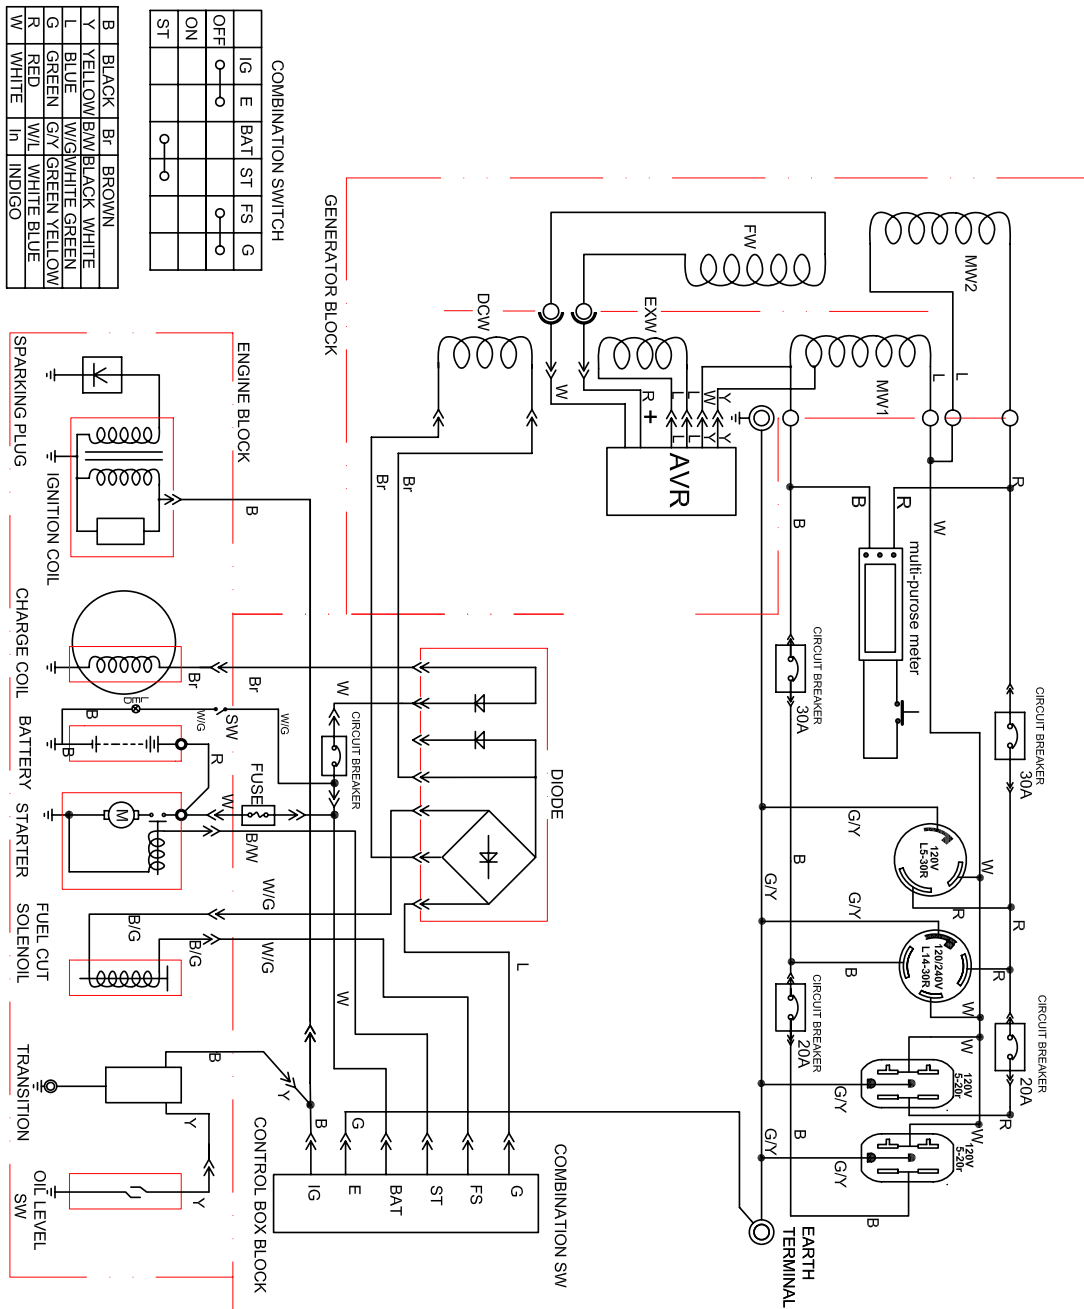 COMBINATION SWITCH
IG E BAT ST FS G
OFF
ON
ST
B BLACK Br BROWN
Y YELLOW B/W BLACK WHITE
L BLUE W/G WHITE GREEN
G GREEN G/Y GREEN YELLOW
R RED W/L WHITE BLUE
W WHITE In INDIGO
GENERATOR BLOCK
MW2
FW
DCW
EXW
MW1
L
L
W
R
+
L
L
W
Y
L
L
Y
Y
AVR
Br
Br
B
B
R
W
R
multi-purose meter
CIRCUIT BREAKER
30A
CIRCUIT BREAKER
30A
ENGINE BLOCK
SPARKING PLUG
IGNITION COIL
B
CHARGE COIL
Br
Br
W
CIRCUIT BREAKER
DIODE
LED
B
W/G
SW
W/G
B
R
BATTERY
FUSE
W
M
B/W
STARTER
G/Y
120V
L5-30R
W
R
G/Y
B
G/Y
R
120/240V
L14-30R
B
R
W
W/G
B/G
B/G
W/G
FUEL CUT
SOLENOIL
L
W
CIRCUIT BREAKER
20A
CIRCUIT BREAKER
20A
W
120V
5-20r
G/Y
R
W
120V
5-20r
G/Y
B
G/Y
B
TRANSITION
B
Y
Y
Y
OIL LEVEL
SW
B
G
CONTROL BOX BLOCK
IG
E
BAT
ST
FS
G
COMBINATION SW
EARTH
TERMINAL